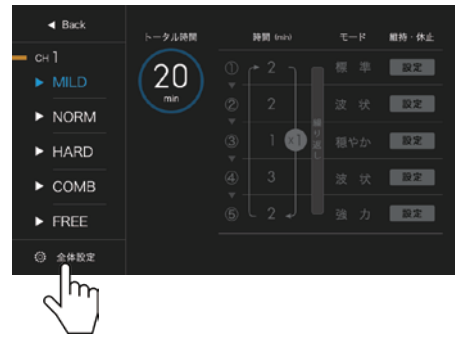 ◀ Back
CH 1
▶ MILD
▶ NORM
▶ HARD
▶ COMB
▶ FREE
全体設定
トータル時間
20
min
時間 (min) モード 維持・休止
① 2 標準 設定
② 2 波状 設定
③ 1 ×1 穏やか 設定
④ 3 波状 設定
⑤ 2 強力 設定
繰り返し